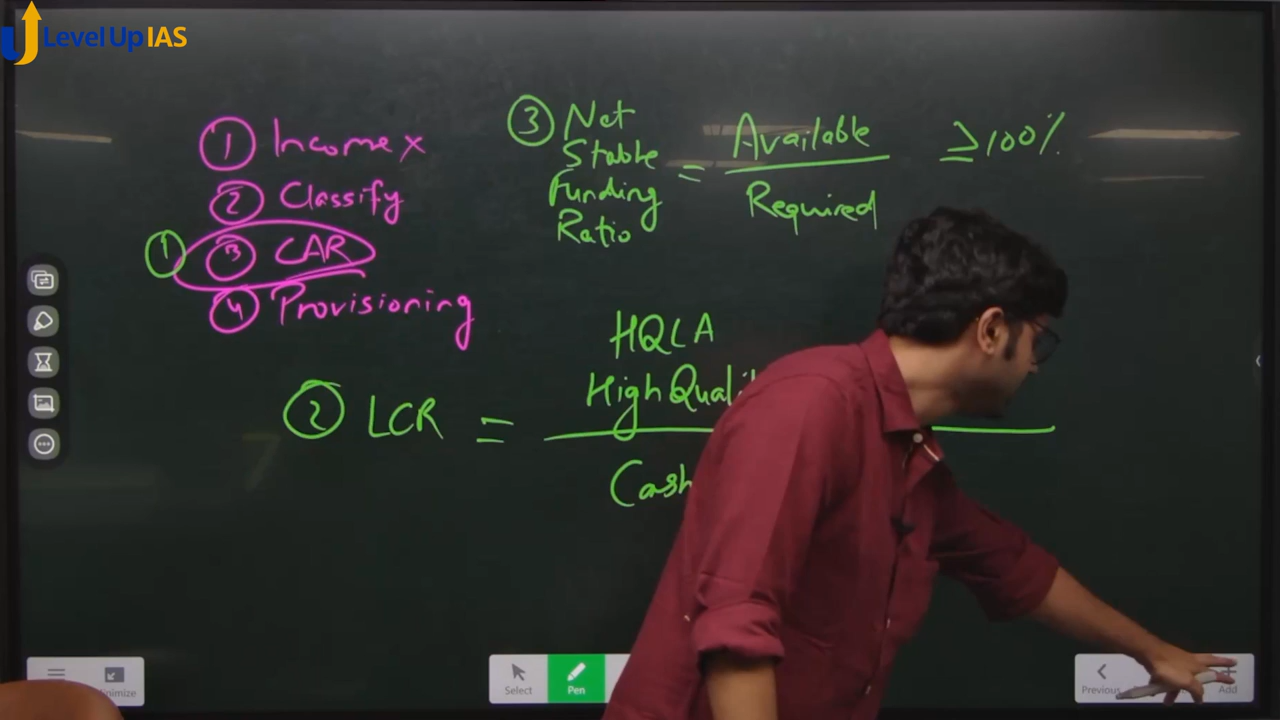 Level Up IAS
① Income x
② Classify
① ③ CAR
④ Provisioning
③ Net
Stable
Funding
Ratio
=
Available
Required
≥100%
② LCR =
HQLA
High
Cash
Select
Pen
Previous
Add